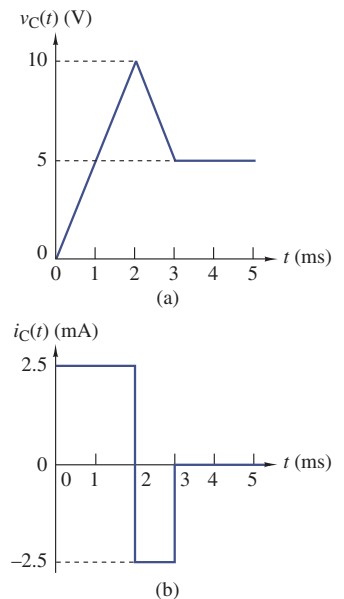 v_C(t) (V)
10
5
0
0 1 2 3 4 5 t (ms)
(a)
i_C(t) (mA)
2.5
0 t (ms)
0 1 2 3 4 5
−2.5
(b)